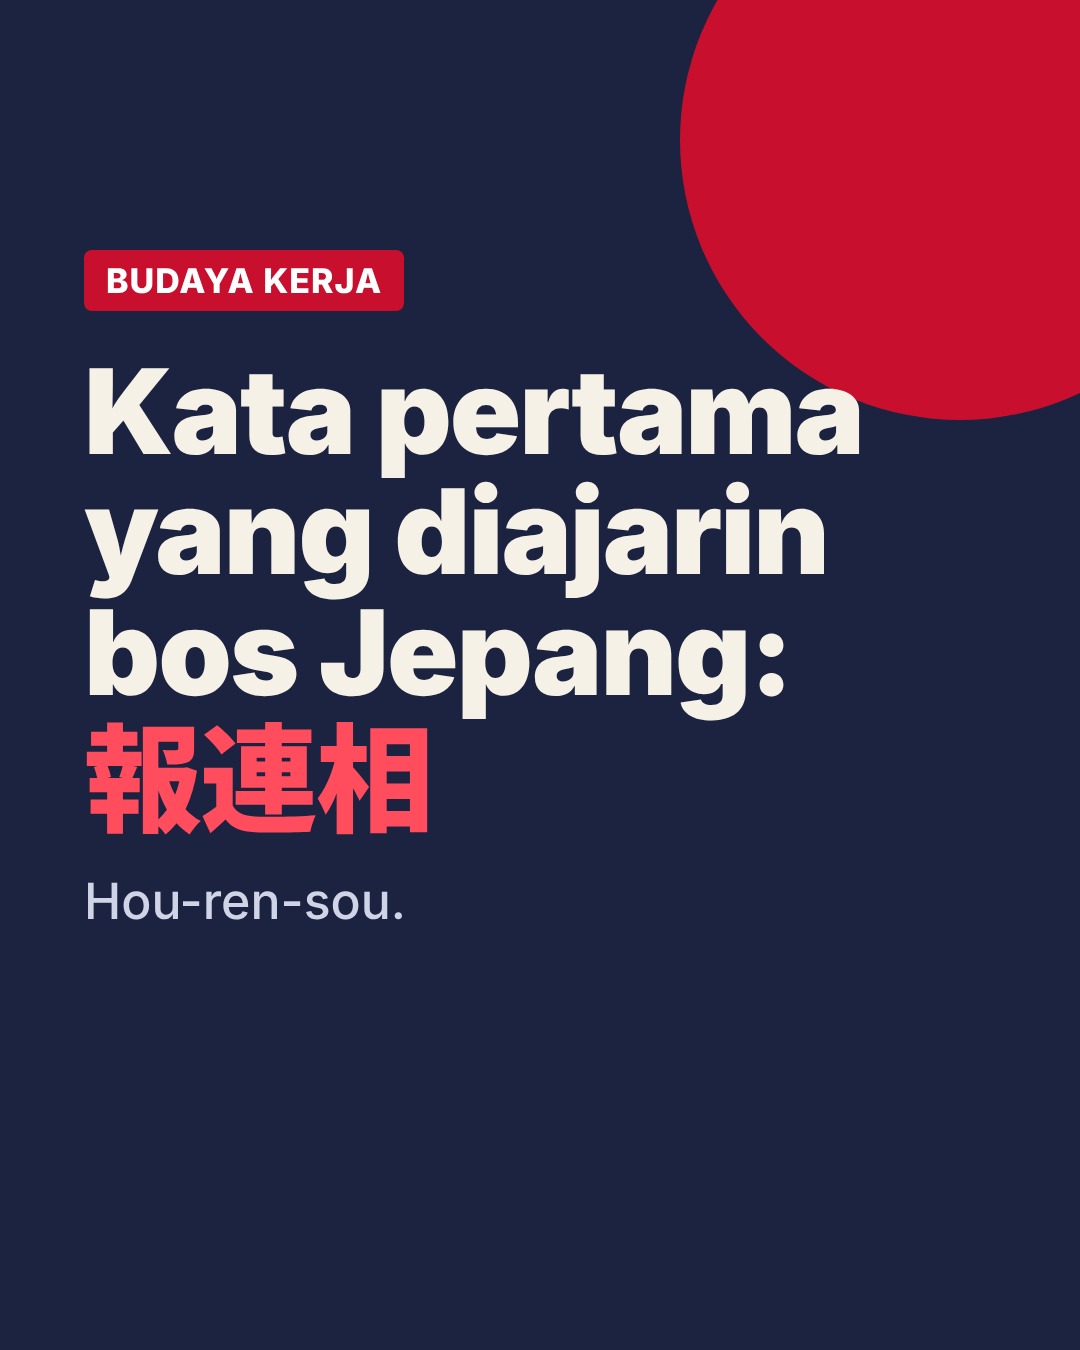 BUDAYA KERJA
Kata pertama
yang diajarin
bos Jepang:
報連相
Hou-ren-sou.